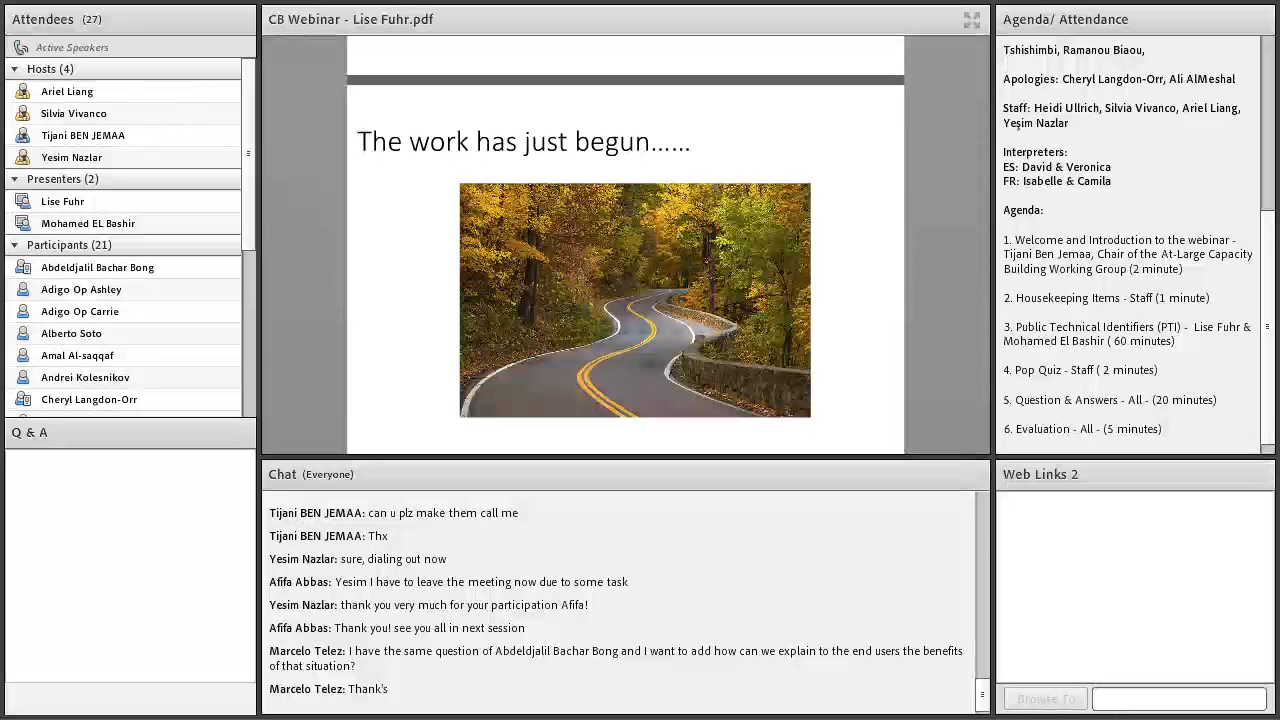 Attendees (27)
Active Speakers
Hosts (4)
Ariel Liang
Silvia Vivanco
Tijani BEN JEMAA
Yesim Nazlar
Presenters (2)
Lise Fuhr
Mohamed EL Bashir
Participants (21)
Abdeldjalil Bachar Bong
Adigo Op Ashley
Adigo Op Carrie
Alberto Soto
Amal Al-saqqaf
Andrei Kolesnikov
Cheryl Langdon-Orr
Q & A
CB Webinar - Lise Fuhr.pdf
The work has just begun......
Chat (Everyone)
Tijani BEN JEMAA: can u plz make them call me
Tijani BEN JEMAA: Thx
Yesim Nazlar: sure, dialing out now
Afifa Abbas: Yesim I have to leave the meeting now due to some task
Yesim Nazlar: thank you very much for your participation Afifa!
Afifa Abbas: Thank you! see you all in next session
Marcelo Telez: I have the same question of Abdeldjalil Bachar Bong and I want to add how can we explain to the end users the benefits
of that situation?
Marcelo Telez: Thank's
Agenda/ Attendance
Tshishimbi, Ramanou Biaou,
Apologies: Cheryl Langdon-Orr, Ali AlMeshal
Staff: Heidi Ullrich, Silvia Vivanco, Ariel Liang,
Yeşim Nazlar
Interpreters:
ES: David & Veronica
FR: Isabelle & Camila
Agenda:
1. Welcome and Introduction to the webinar -
Tijani Ben Jemaa, Chair of the At-Large Capacity
Building Working Group (2 minute)
2. Housekeeping Items - Staff (1 minute)
3. Public Technical Identifiers (PTI) - Lise Fuhr &
Mohamed El Bashir ( 60 minutes)
4. Pop Quiz - Staff ( 2 minutes)
5. Question & Answers - All - (20 minutes)
6. Evaluation - All - (5 minutes)
Web Links 2
Browse To